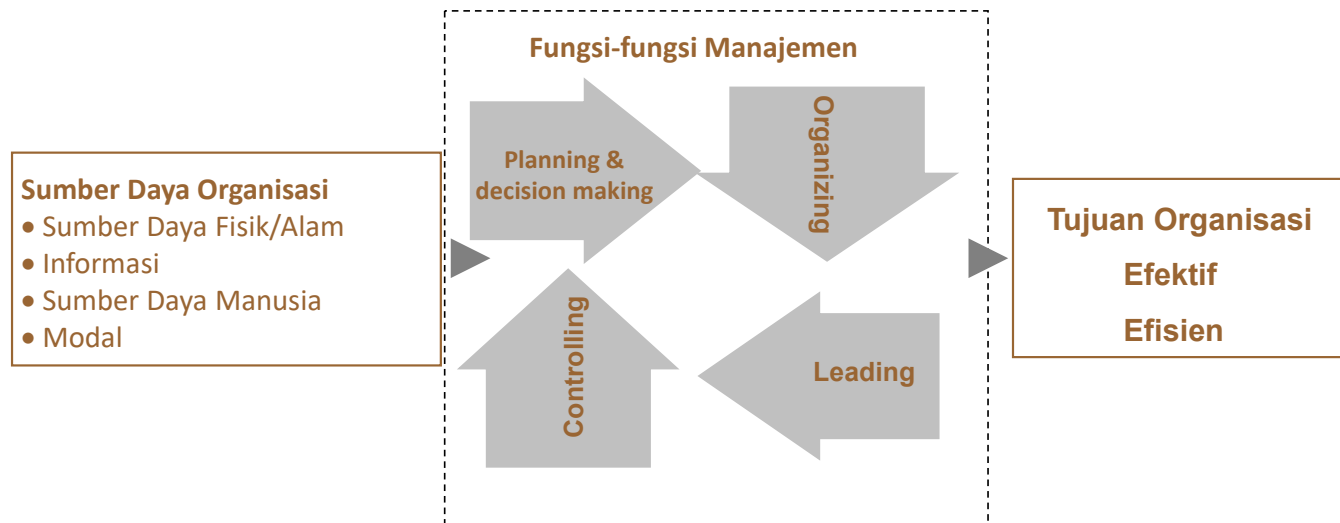 Fungsi-fungsi Manajemen
Sumber Daya Organisasi
• Sumber Daya Fisik/Alam
• Informasi
• Sumber Daya Manusia
• Modal
Planning &
decision making
Organizing
Leading
Controlling
Tujuan Organisasi
Efektif
Efisien